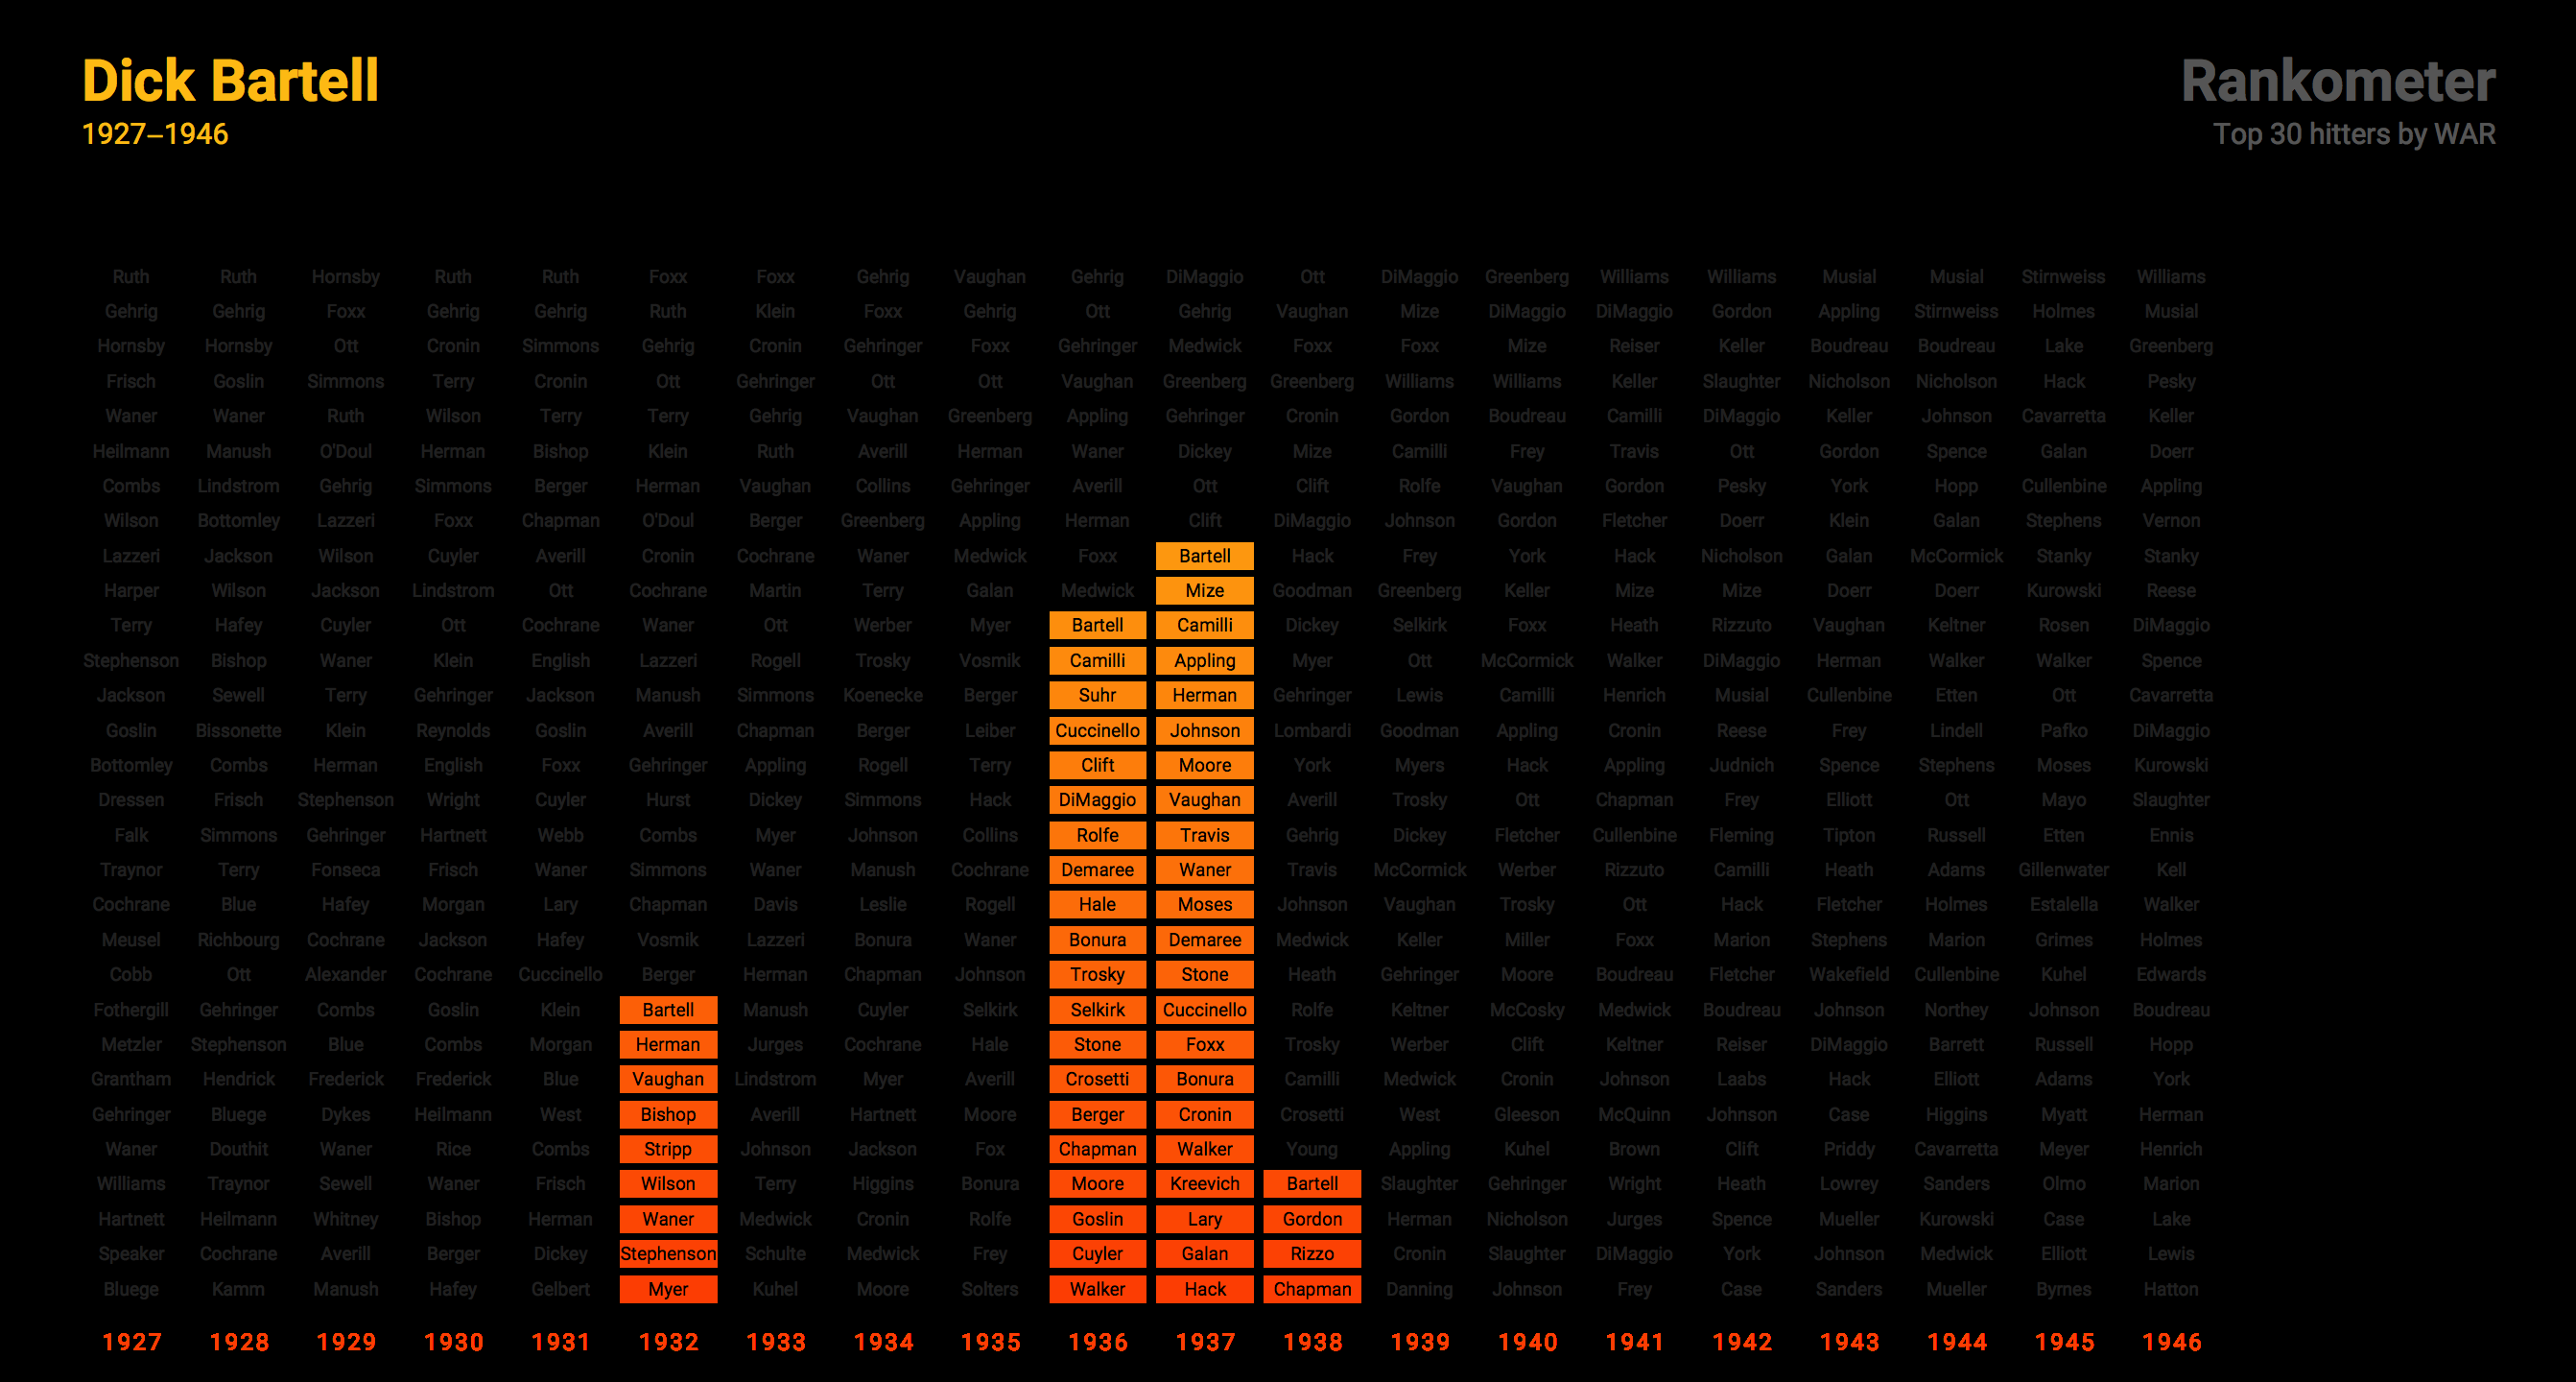 Dick Bartell
1927–1946
Rankometer
Top 30 hitters by WAR
Ruth Ruth Hornsby Ruth Ruth Foxx Foxx Gehrig Vaughan Gehrig DiMaggio Ott DiMaggio Greenberg Williams Williams Musial Musial Stirnweiss Williams
Gehrig Gehrig Foxx Gehrig Gehrig Ruth Klein Foxx Gehrig Ott Gehrig Vaughan Mize DiMaggio DiMaggio Gordon Appling Stirnweiss Holmes Musial
Hornsby Hornsby Ott Cronin Simmons Gehrig Cronin Gehringer Foxx Gehringer Medwick Foxx Foxx Mize Reiser Keller Boudreau Boudreau Lake Greenberg
Frisch Goslin Simmons Terry Cronin Ott Gehringer Ott Ott Vaughan Greenberg Greenberg Williams Williams Keller Slaughter Nicholson Nicholson Hack Pesky
Waner Waner Ruth Wilson Terry Terry Gehrig Vaughan Greenberg Appling Gehringer Cronin Gordon Boudreau Camilli DiMaggio Keller Johnson Cavarretta Keller
Heilmann Manush O'Doul Herman Bishop Klein Ruth Averill Herman Waner Dickey Mize Camilli Frey Travis Ott Gordon Spence Galan Doerr
Combs Lindstrom Gehrig Simmons Berger Herman Vaughan Collins Gehringer Averill Ott Clift Rolfe Vaughan Gordon Pesky York Hopp Cullenbine Appling
Wilson Bottomley Lazzeri Foxx Chapman O'Doul Berger Greenberg Appling Herman Clift DiMaggio Johnson Gordon Fletcher Doerr Klein Galan Stephens Vernon
Lazzeri Jackson Wilson Cuyler Averill Cronin Cochrane Waner Medwick Foxx Bartell Hack Frey York Hack Nicholson Galan McCormick Stanky Stanky
Harper Wilson Jackson Lindstrom Ott Cochrane Martin Terry Galan Medwick Mize Goodman Greenberg Keller Mize Mize Doerr Doerr Kurowski Reese
Terry Hafey Cuyler Ott Cochrane Waner Ott Werber Myer Bartell Camilli Dickey Selkirk Foxx Heath Rizzuto Vaughan Keltner Rosen DiMaggio
Stephenson Bishop Waner Klein English Lazzeri Rogell Trosky Vosmik Camilli Appling Myer Ott McCormick Walker DiMaggio Herman Walker Walker Spence
Jackson Sewell Terry Gehringer Jackson Manush Simmons Koenecke Berger Suhr Herman Gehringer Lewis Camilli Henrich Musial Cullenbine Etten Ott Cavarretta
Goslin Bissonette Klein Reynolds Goslin Averill Chapman Berger Leiber Cuccinello Johnson Lombardi Goodman Appling Cronin Reese Frey Lindell Pafko DiMaggio
Bottomley Combs Herman English Foxx Gehringer Appling Rogell Terry Clift Moore York Myers Hack Appling Judnich Spence Stephens Moses Kurowski
Dressen Frisch Stephenson Wright Cuyler Hurst Dickey Simmons Hack DiMaggio Vaughan Averill Trosky Ott Chapman Frey Elliott Ott Mayo Slaughter
Falk Simmons Gehringer Hartnett Webb Combs Myer Johnson Collins Rolfe Travis Gehrig Dickey Fletcher Cullenbine Fleming Tipton Russell Etten Ennis
Traynor Terry Fonseca Frisch Waner Simmons Waner Manush Cochrane Demaree Waner Travis McCormick Werber Rizzuto Camilli Heath Adams Gillenwater Kell
Cochrane Blue Hafey Morgan Lary Chapman Davis Leslie Rogell Hale Moses Johnson Vaughan Trosky Ott Hack Fletcher Holmes Estalella Walker
Meusel Richbourg Cochrane Jackson Hafey Vosmik Lazzeri Bonura Waner Bonura Demaree Medwick Keller Miller Foxx Marion Stephens Marion Grimes Holmes
Cobb Ott Alexander Cochrane Cuccinello Berger Herman Chapman Johnson Trosky Stone Heath Gehringer Moore Boudreau Fletcher Wakefield Cullenbine Kuhel Edwards
Fothergill Gehringer Combs Goslin Klein Bartell Manush Cuyler Selkirk Selkirk Cuccinello Rolfe Keltner McCosky Medwick Boudreau Johnson Northey Johnson Boudreau
Metzler Stephenson Blue Combs Morgan Herman Jurges Cochrane Hale Stone Foxx Trosky Werber Clift Keltner Reiser DiMaggio Barrett Russell Hopp
Grantham Hendrick Frederick Frederick Blue Vaughan Lindstrom Myer Averill Crosetti Bonura Camilli Medwick Cronin Johnson Laabs Hack Elliott Adams York
Gehringer Bluege Dykes Heilmann West Bishop Averill Hartnett Moore Berger Cronin Crosetti West Gleeson McQuinn Johnson Case Higgins Myatt Herman
Waner Douthit Waner Rice Combs Stripp Johnson Jackson Fox Chapman Walker Young Appling Kuhel Brown Clift Priddy Cavarretta Meyer Henrich
Williams Traynor Sewell Waner Frisch Wilson Terry Higgins Bonura Moore Kreevich Bartell Slaughter Gehringer Wright Heath Lowrey Sanders Olmo Marion
Hartnett Heilmann Whitney Bishop Herman Waner Medwick Cronin Rolfe Goslin Lary Gordon Herman Nicholson Jurges Spence Mueller Kurowski Case Lake
Speaker Cochrane Averill Berger Dickey Stephenson Schulte Medwick Frey Cuyler Galan Rizzo Cronin Slaughter DiMaggio York Johnson Medwick Elliott Lewis
Bluege Kamm Manush Hafey Gelbert Myer Kuhel Moore Solters Walker Hack Chapman Danning Johnson Frey Case Sanders Mueller Byrnes Hatton
1927 1928 1929 1930 1931 1932 1933 1934 1935 1936 1937 1938 1939 1940 1941 1942 1943 1944 1945 1946